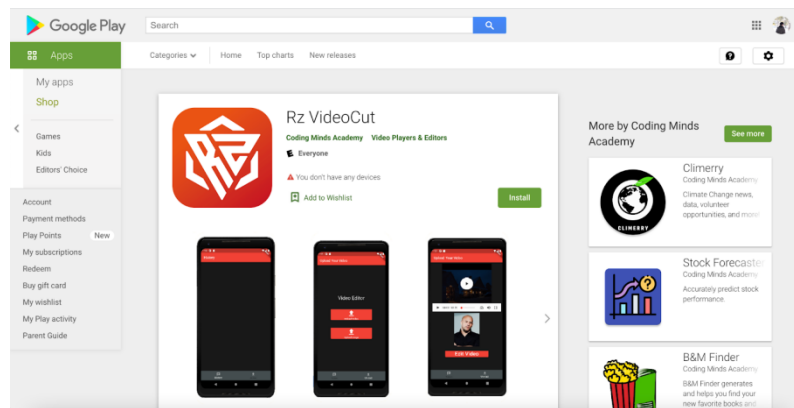 Google Play
Search
Apps
Categories
Home
Top charts
New releases
My apps
Shop
Games
Kids
Editors' Choice
Account
Payment methods
Play Points
New
My subscriptions
Redeem
Buy gift card
My wishlist
My Play activity
Parent Guide
RZ
Rz VideoCut
Coding Minds Academy
Video Players & Editors
E
Everyone
You don't have any devices
Add to Wishlist
Install
Video Editor
Edit Video
More by Coding Minds
Academy
See more
CLIMERRY
Climerry
Coding Minds Academy
Climate Change news,
data, volunteer
opportunities, and more!
Stock Forecaster
Coding Minds Academy
Accurately predict stock
performance.
B&M Finder
Coding Minds Academy
B&M Finder generates
and helps you find your
new favorite books and